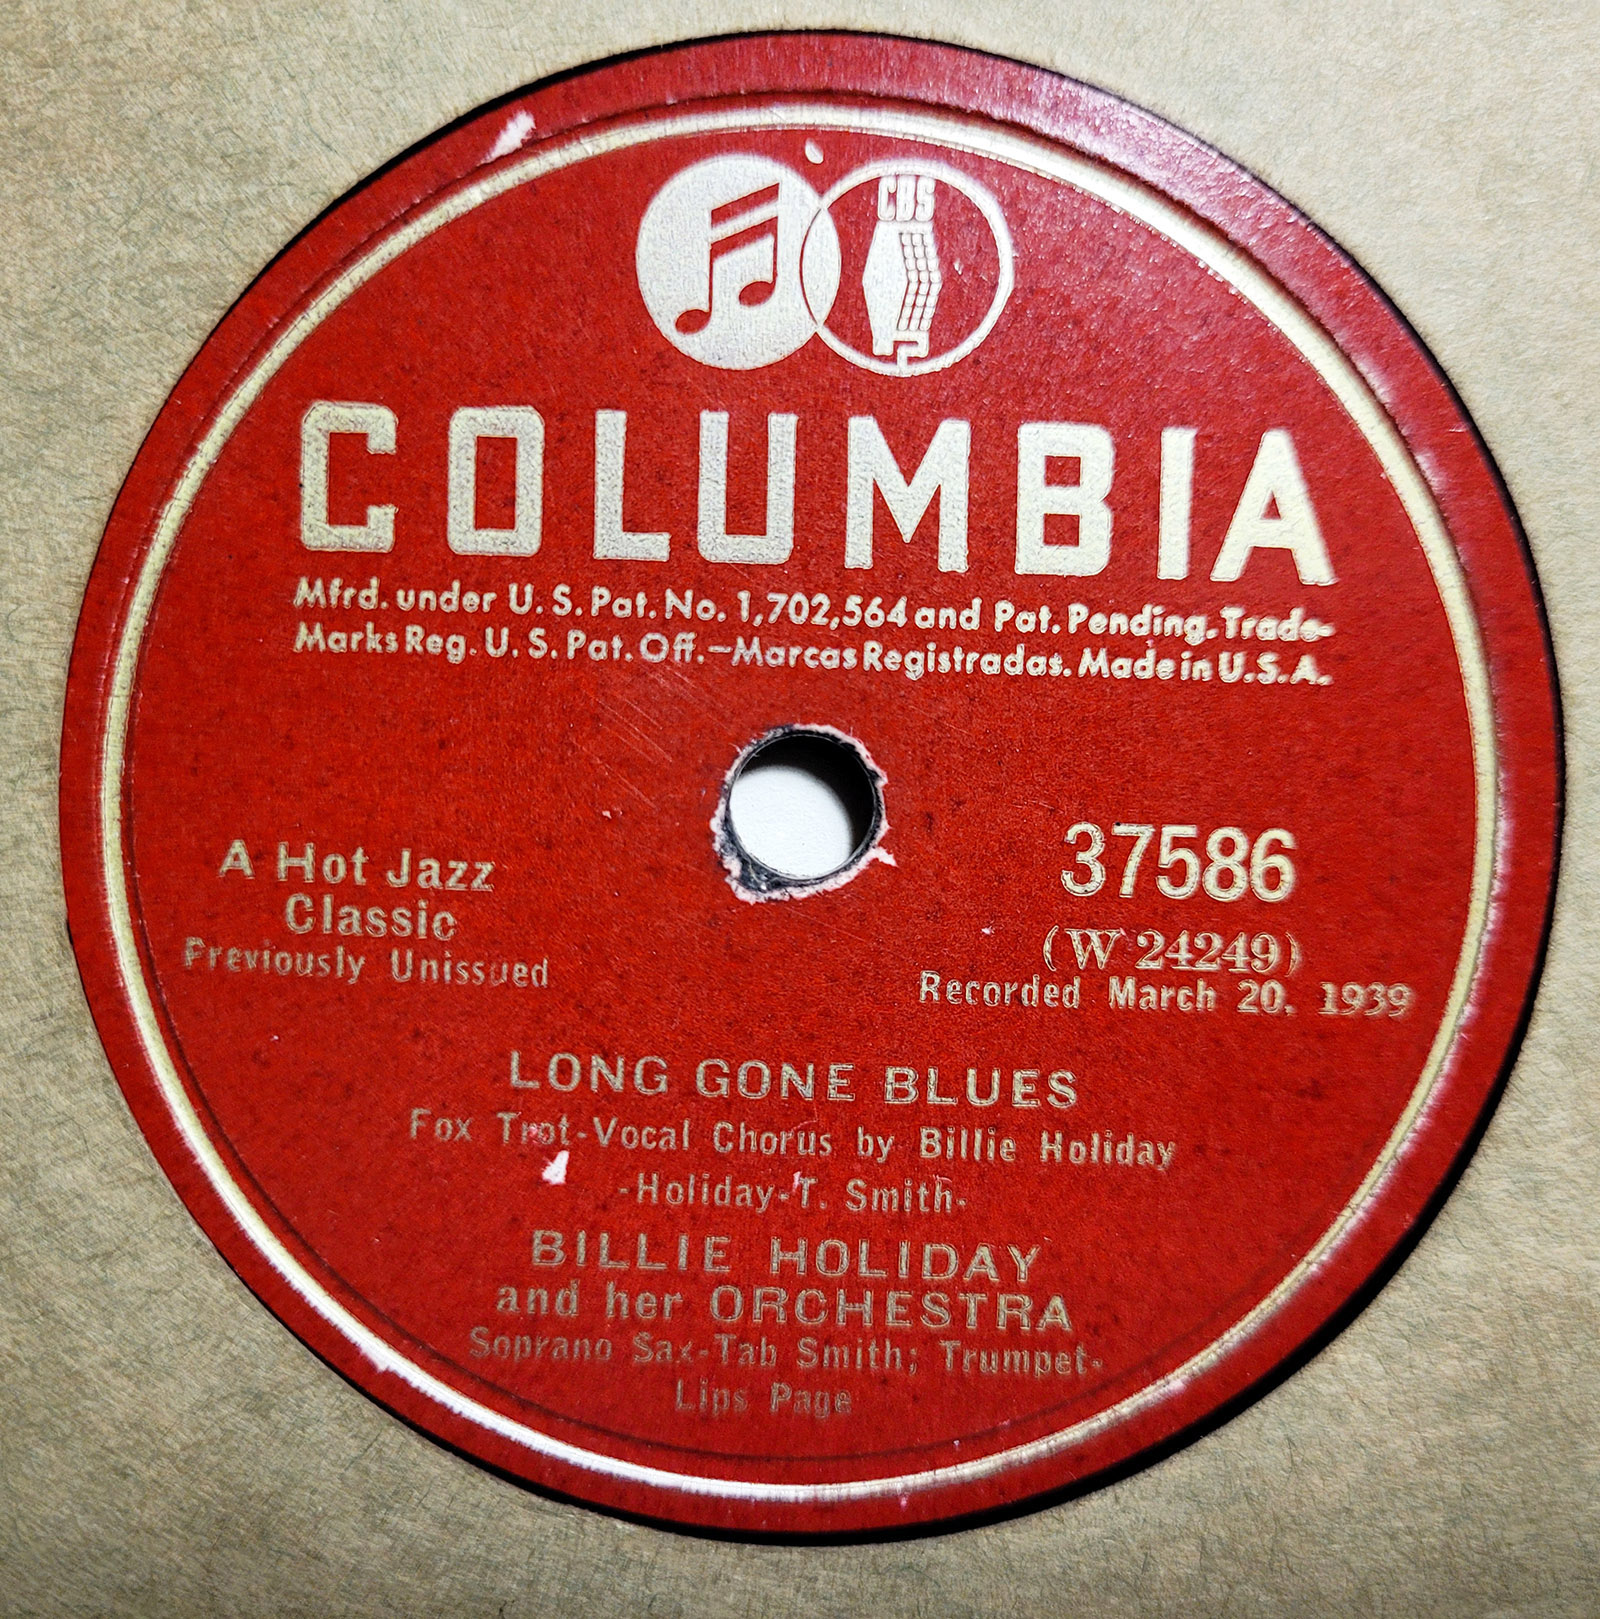 CBS
COLUMBIA
Mfrd. under U. S. Pat. No. 1,702,564 and Pat. Pending. Trade-
Marks Reg. U. S. Pat. Off.—Marcas Registradas. Made in U.S.A.
A Hot Jazz
Classic
Previously Unissued
37586
(W 24249)
Recorded March 20, 1939
LONG GONE BLUES
Fox Trot-Vocal Chorus by Billie Holiday
-Holiday-T. Smith-
BILLIE HOLIDAY
and her ORCHESTRA
Soprano Sax-Tab Smith; Trumpet-
Lips Page